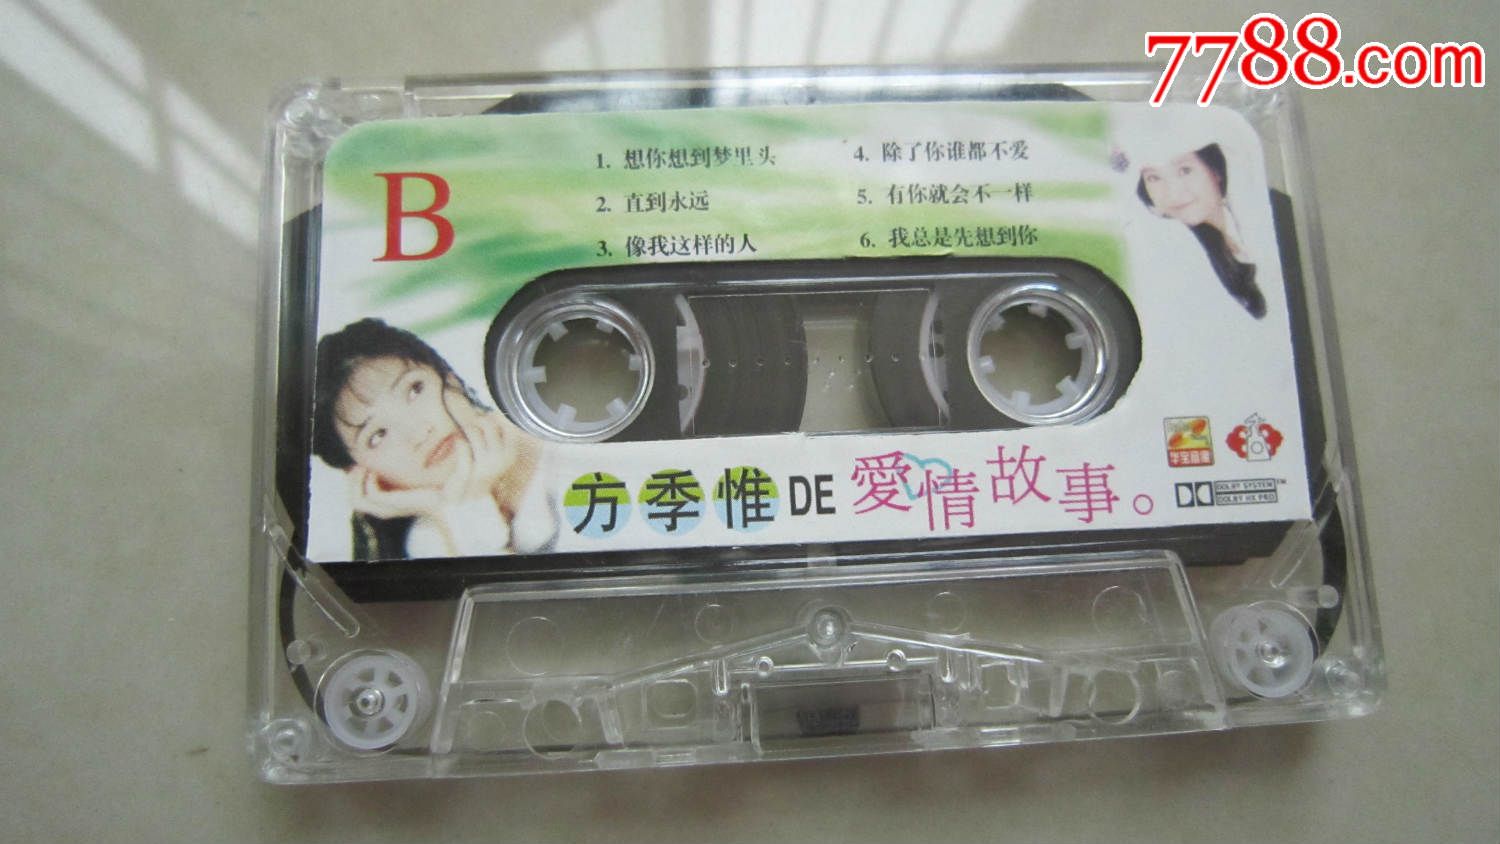 7788.com
B
1. 想你想到梦里头
2. 直到永远
3. 像我这样的人
4. 除了你谁都不爱
5. 有你就会不一样
6. 我总是先想到你
方季惟DE愛情故事。
DOLBY SYSTEM™
DOLBY HX PRO